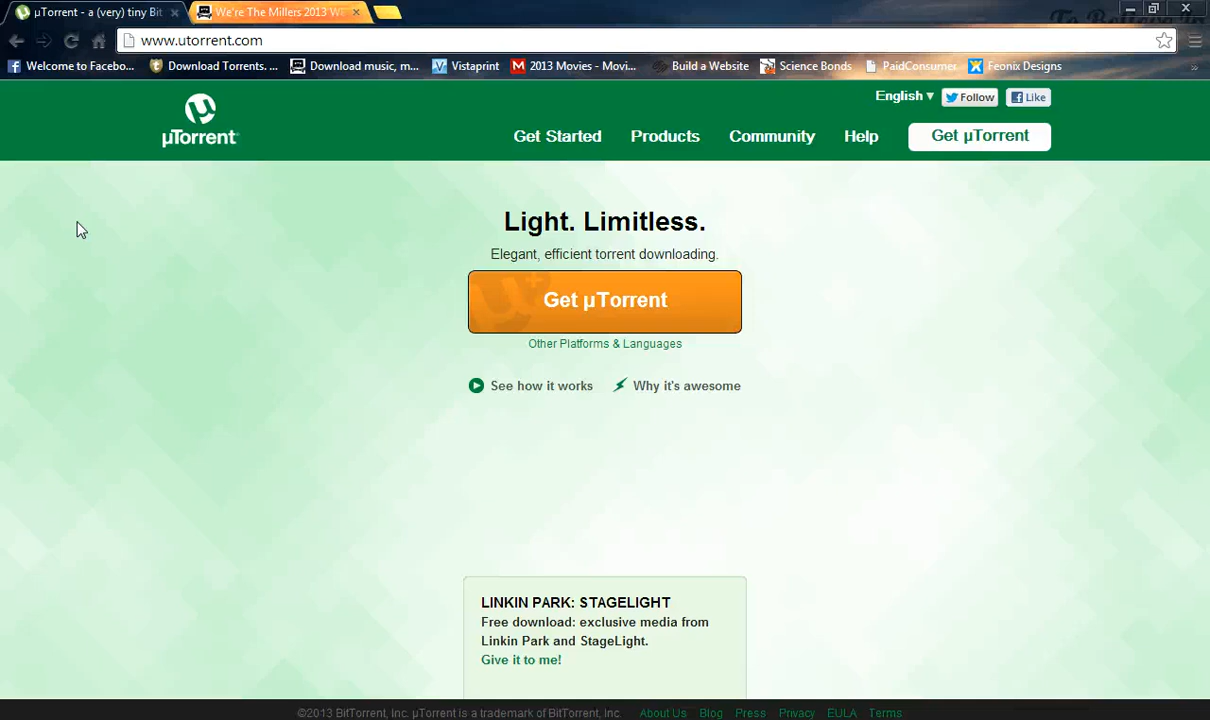 µTorrent - a (very) tiny Bit
We're The Millers 2013 W
www.utorrent.com
Welcome to Facebo... Download Torrents. ... Download music, m... Vistaprint 2013 Movies - Movi... Build a Website Science Bonds PaidConsumer Feonix Designs »
English ▾ Follow Like
µTorrent
Get Started Products Community Help Get µTorrent
Light. Limitless.
Elegant, efficient torrent downloading.
Get µTorrent
Other Platforms & Languages
See how it works Why it's awesome
LINKIN PARK: STAGELIGHT
Free download: exclusive media from
Linkin Park and StageLight.
Give it to me!
©2013 BitTorrent, Inc. µTorrent is a trademark of BitTorrent, Inc. About Us Blog Press Privacy EULA Terms